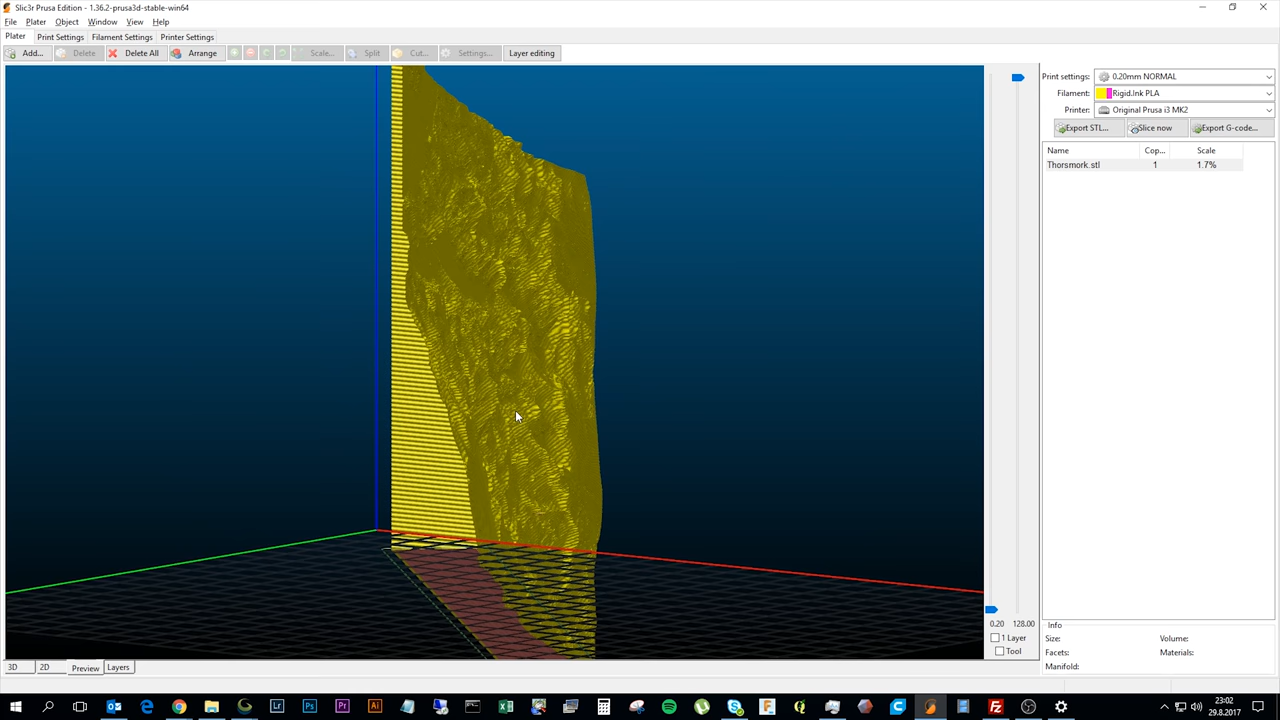 Slic3r Prusa Edition - 1.36.2-prusa3d-stable-win64
File Plater Object Window View Help
Plater Print Settings Filament Settings Printer Settings
Add... Delete Delete All Arrange Scale... Split Cut... Settings... Layer editing
Print settings: 0.20mm NORMAL
Filament: Rigid.Ink PLA
Printer: Original Prusa i3 MK2
Export STL... Slice now Export G-code...
Name Cop... Scale
Thorsmork.stl 1 1.7%
0.20 128.00
1 Layer
Tool
Info
Size: Volume:
Facets: Materials:
Manifold:
3D 2D Preview Layers
23:02
29.8.2017